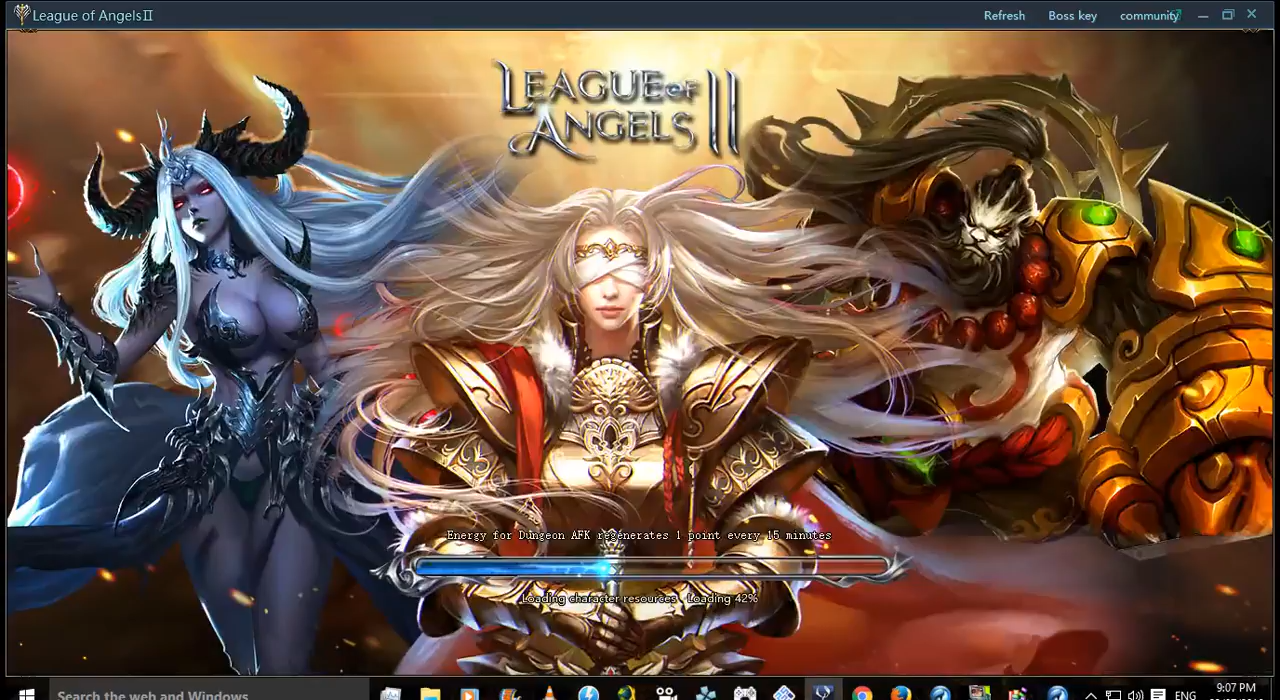 League of AngelsII
Refresh Boss key community
LEAGUE OF
ANGELS II
Energy for Dungeon AFK regenerates 1 point every 15 minutes
Loading character resources Loading 42%
Search the web and Windows
ENG
9:07 PM